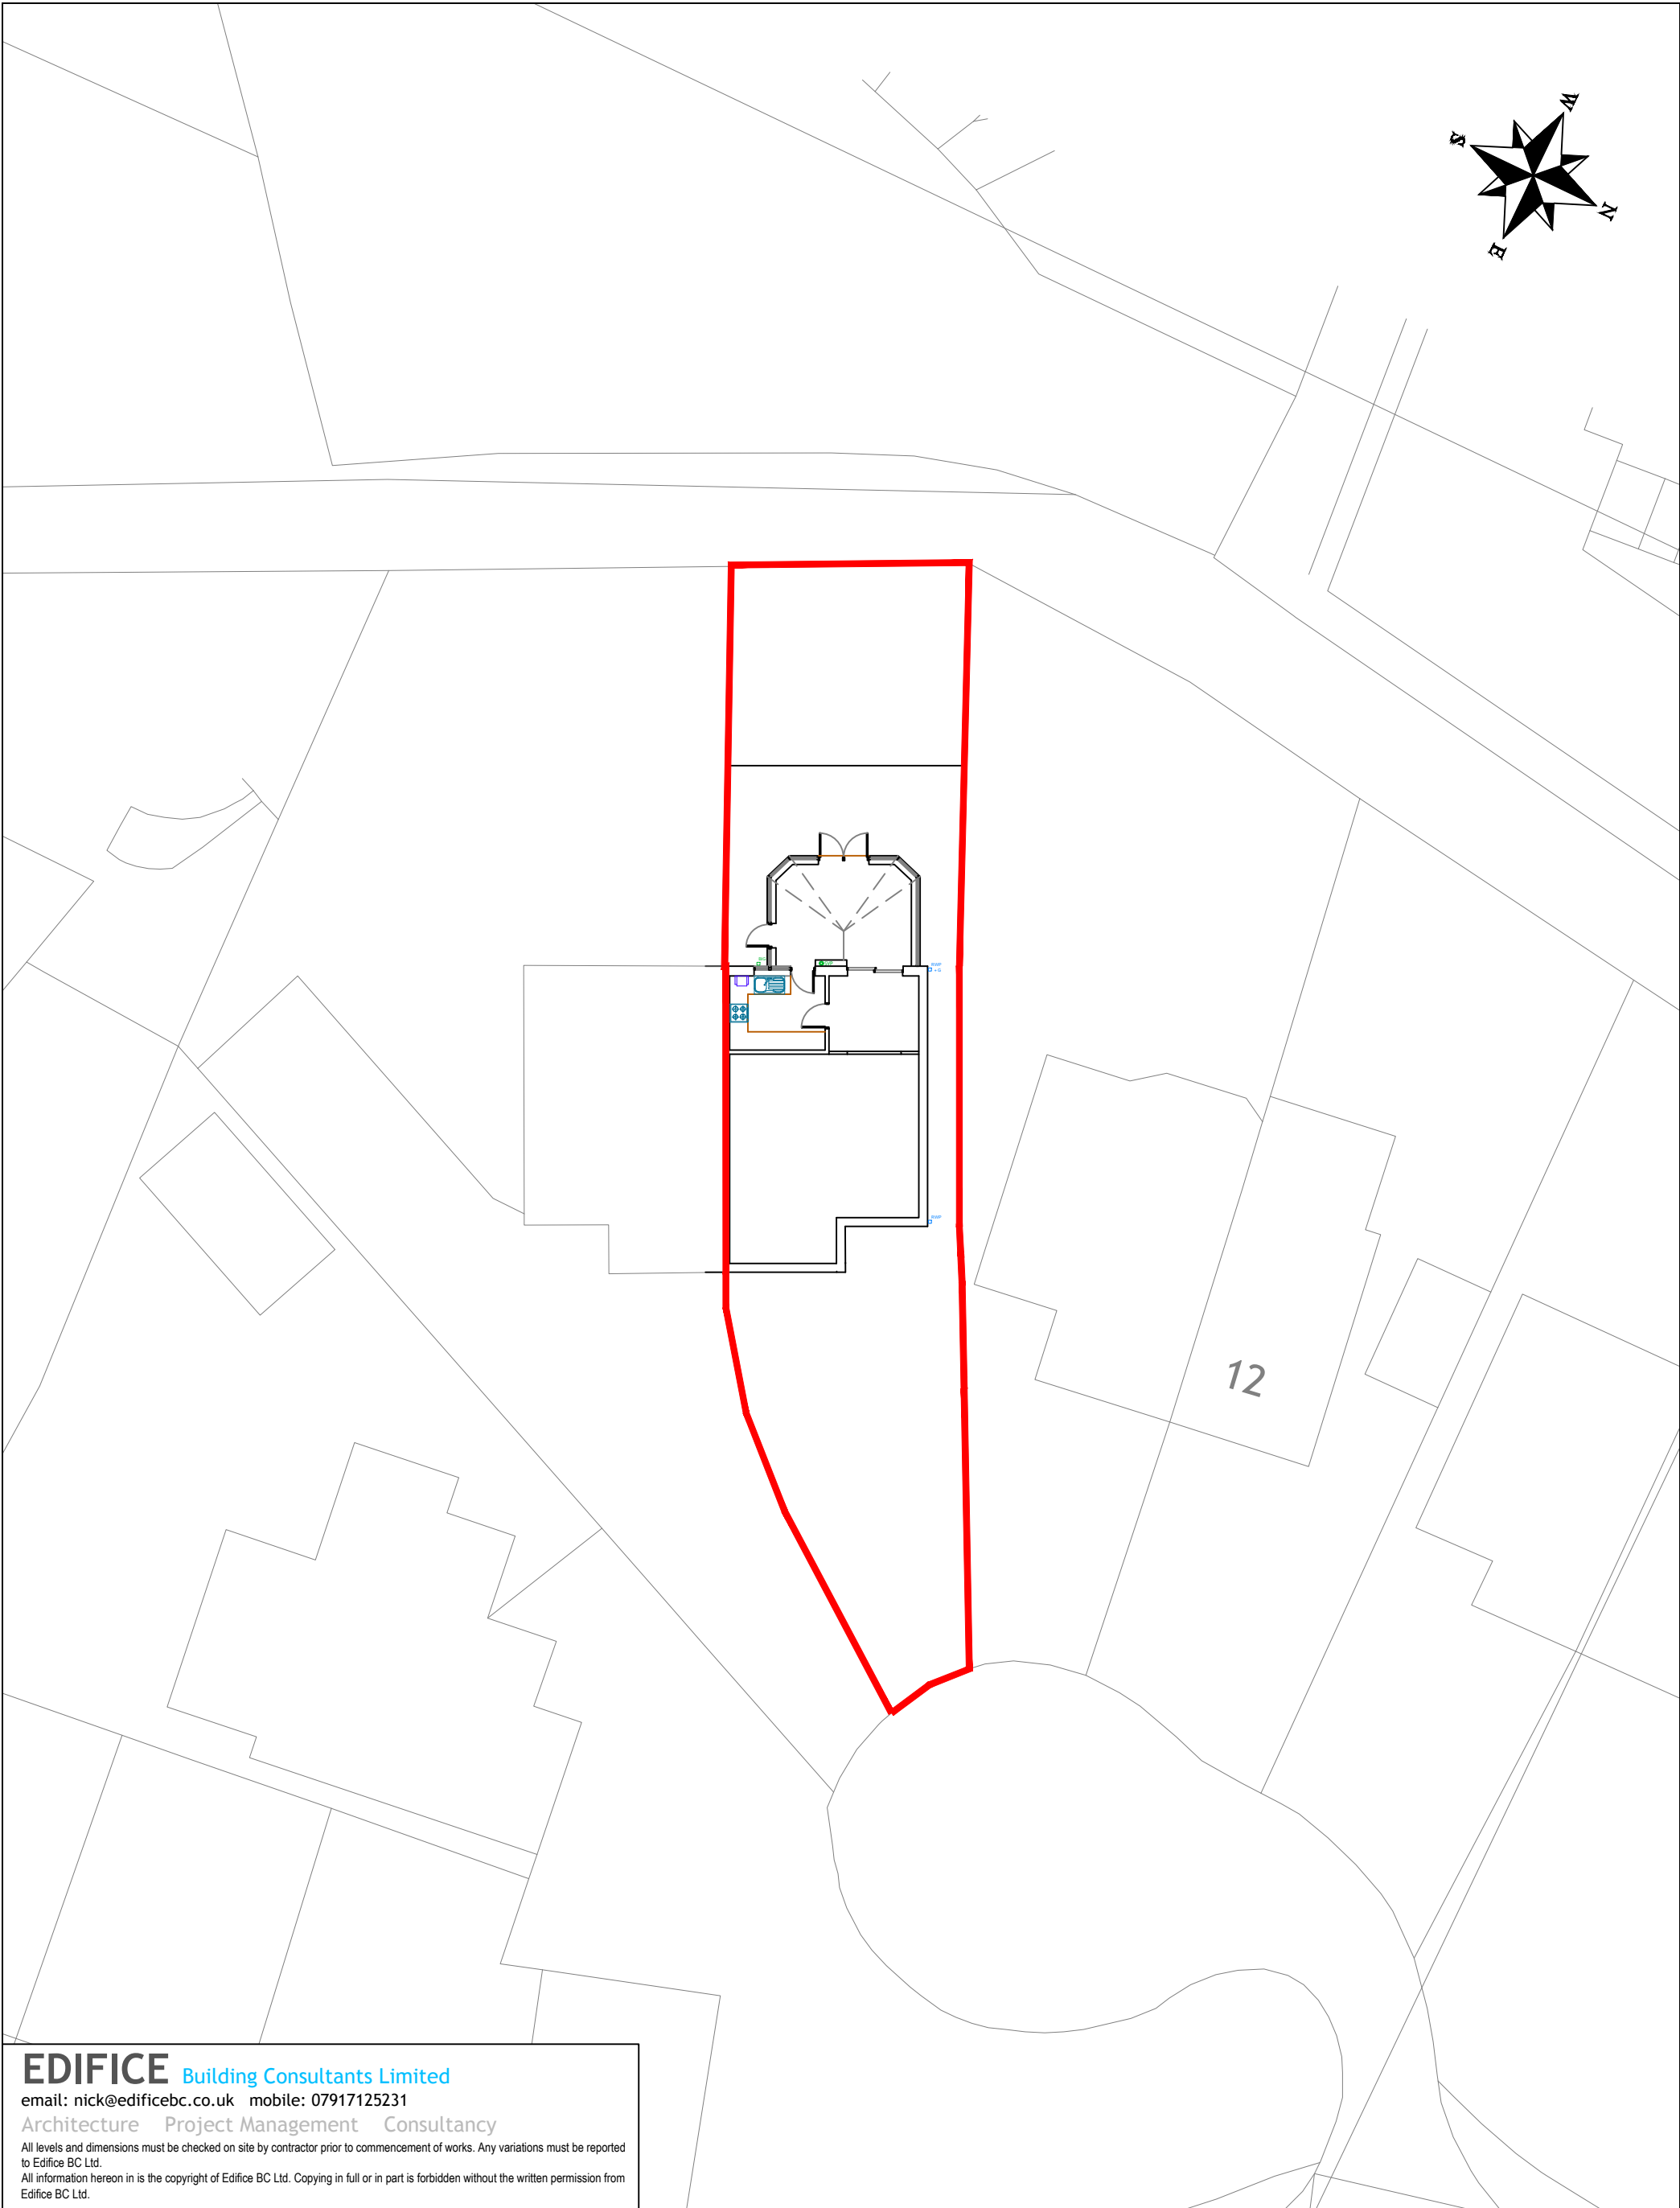 W
S
N
E
SVP
RWP
+ G
RWP
12
EDIFICE Building Consultants Limited
email: nick@edificebc.co.uk mobile: 07917125231
Architecture Project Management Consultancy
All levels and dimensions must be checked on site by contractor prior to commencement of works. Any variations must be reported
to Edifice BC Ltd.
All information hereon in is the copyright of Edifice BC Ltd. Copying in full or in part is forbidden without the written permission from
Edifice BC Ltd.